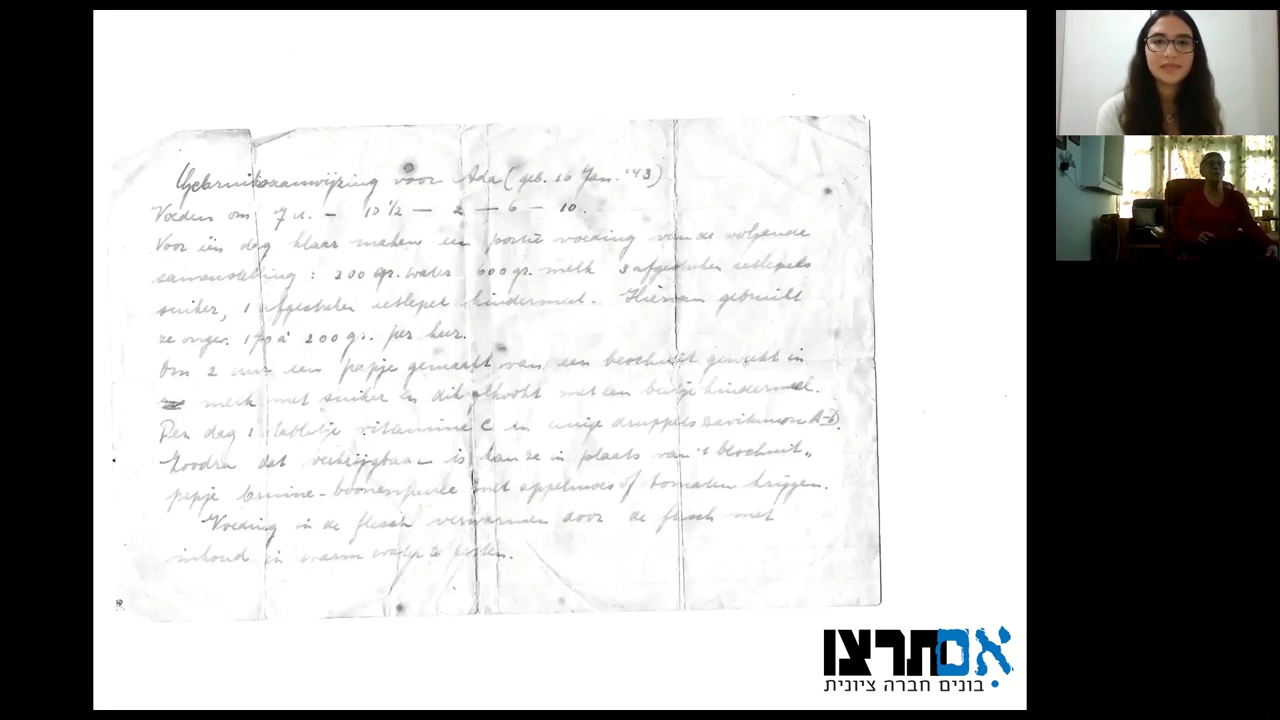 Gebruiksaanwijzing voor Ada (geb. 16 Jan. '43)
Voeden om 7 u. - 10 1/2 - 2 - 6 - 10.
Voor één dag klaar maken een portie voeding van de volgende
samenstelling: 200 gr. water 600 gr. melk 3 afgestreken eetlepels
suiker, 1 afgestreken eetlepel kindermeel. Hiervan gebruikt
ze ongev. 170 à 200 gr. per keer.
Om 2 uur een papje gemaakt van een beschuit geweekt in
melk met suiker en dik gekookt met een beetje kindermeel.
Per dag 1 tabletje vitamine C en enige druppels Davitamon A-D.
Zoodra dat verkrijgbaar is kan ze in plaats van 't beschuit„
papje bruine-boonenpuree met appelmoes of tomaten krijgen.
Voeding in de flesch verwarmen door de flesch met
inhoud in warm water te zetten.
אם תרצו
בונים חברה ציונית